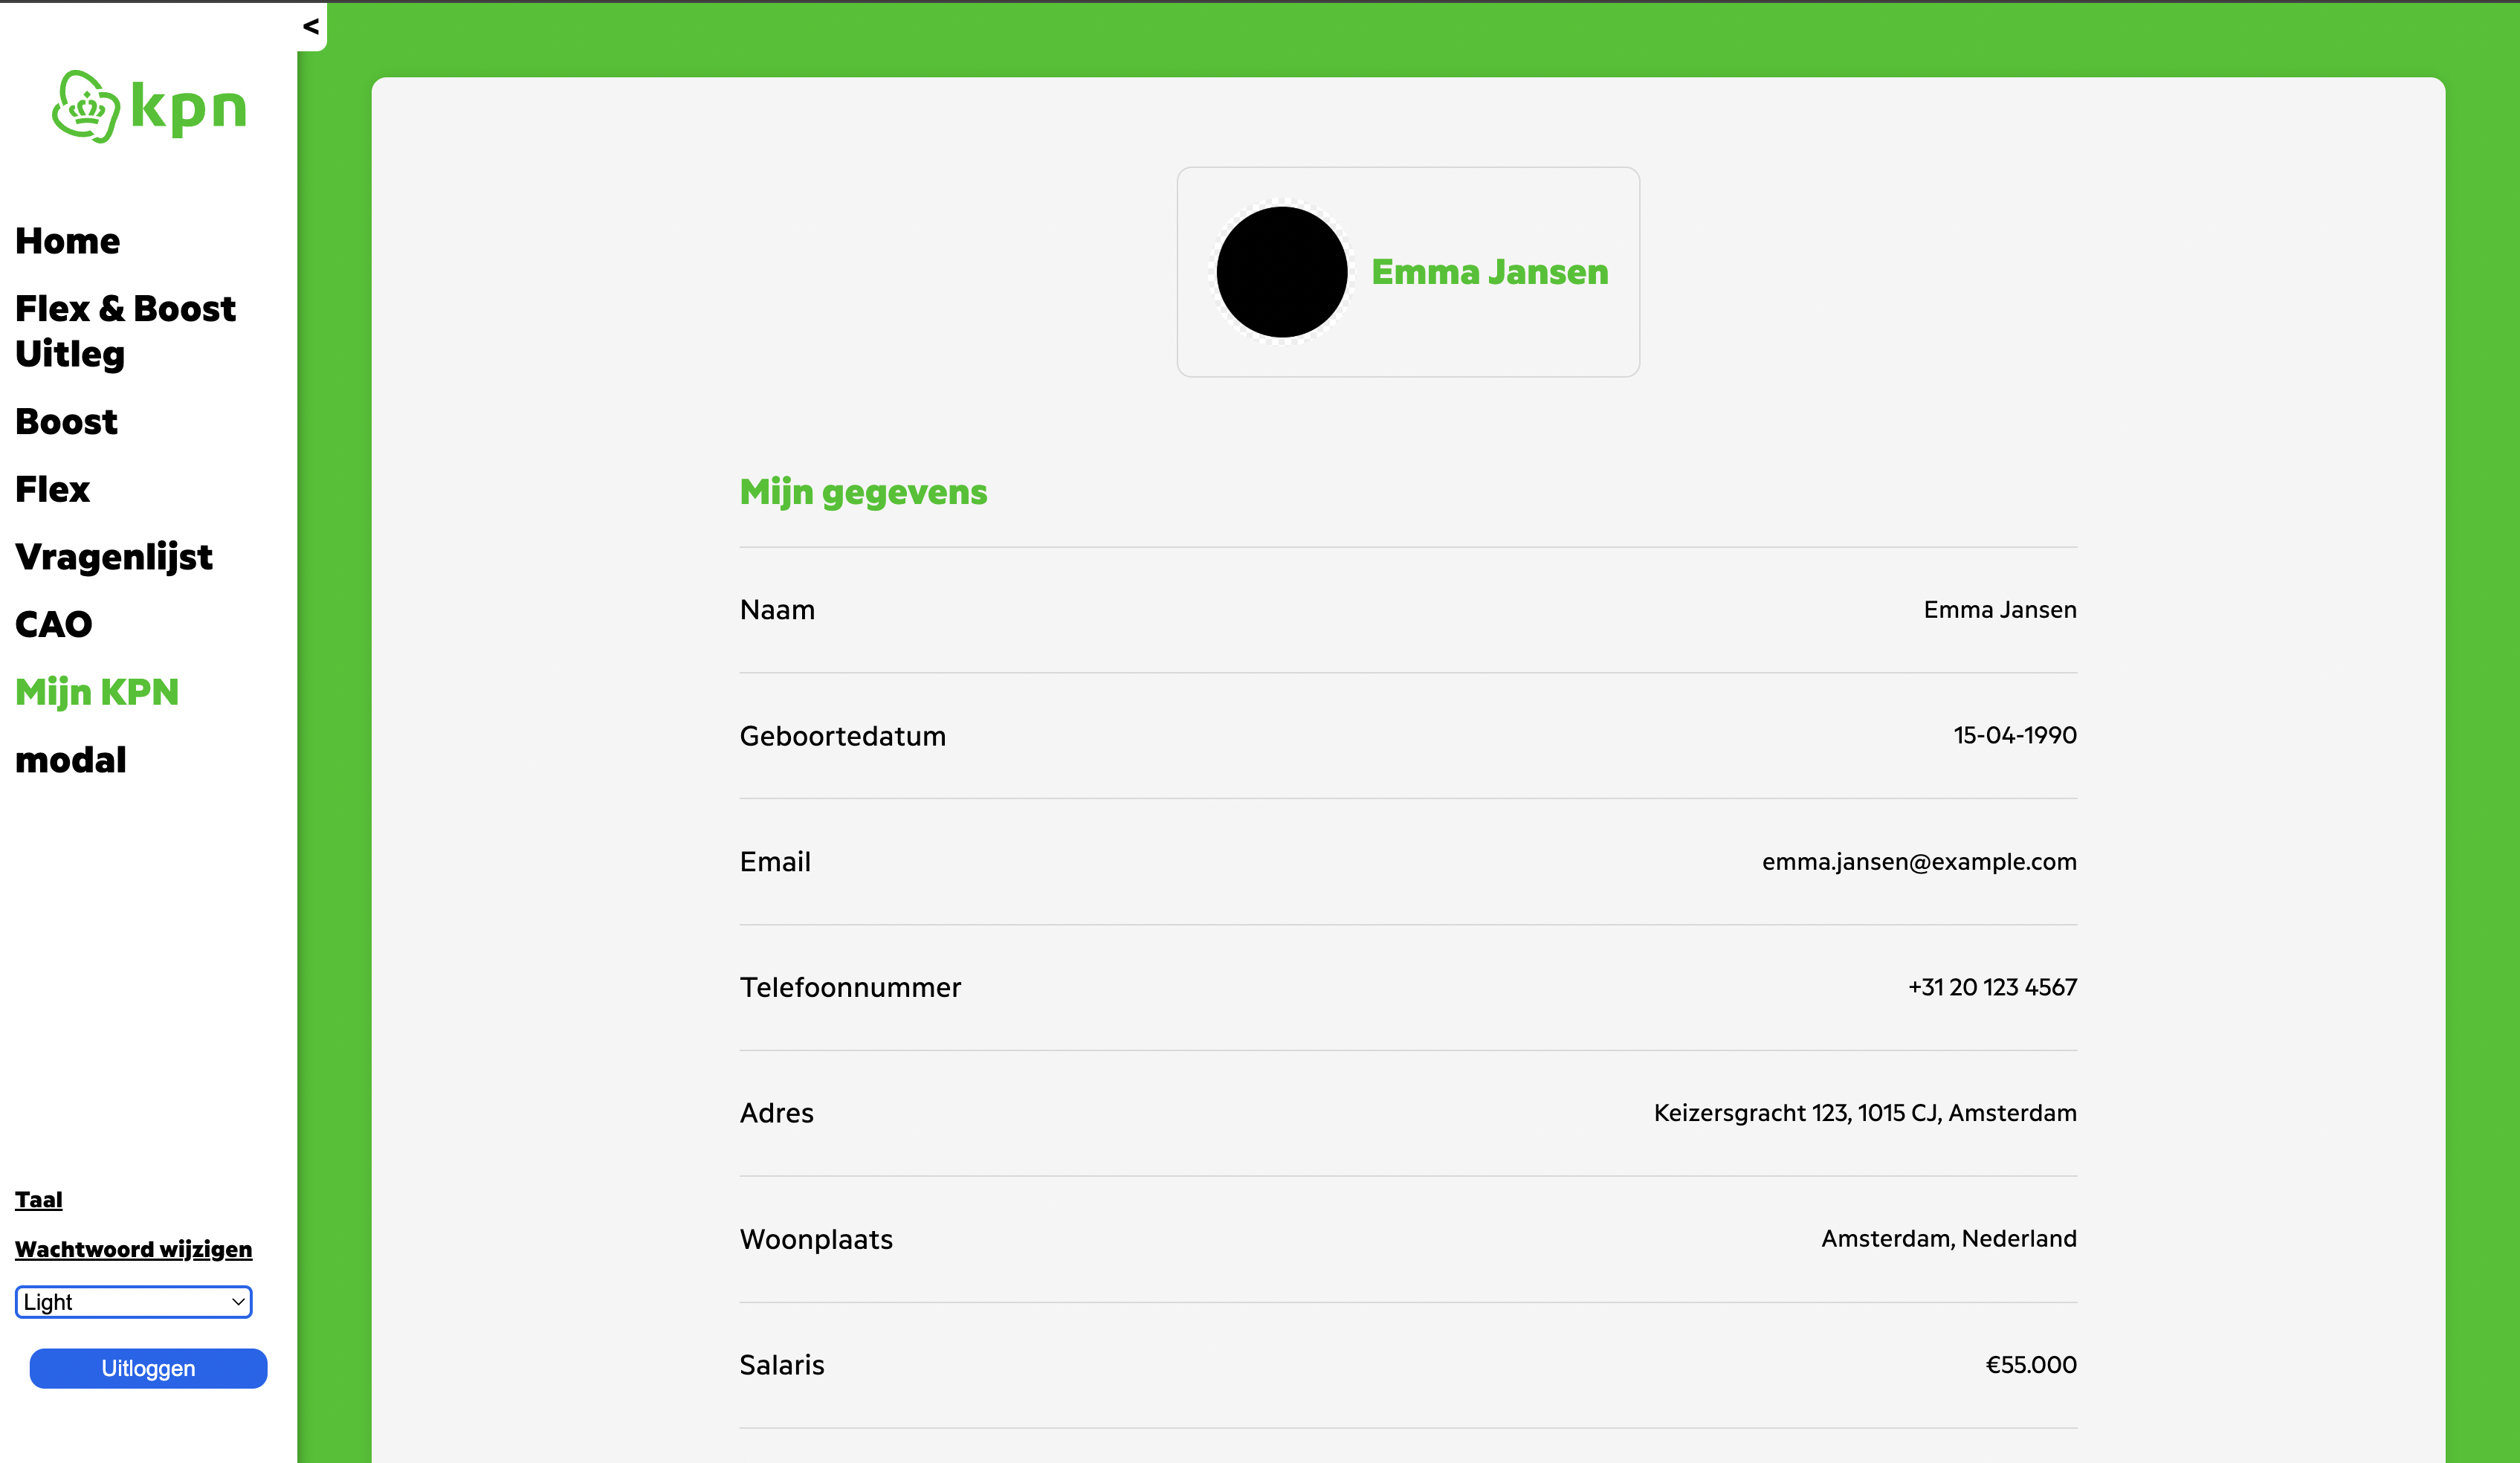 <
kpn
Home
Flex & Boost
Uitleg
Boost
Flex
Vragenlijst
CAO
Mijn KPN
modal
Taal
Wachtwoord wijzigen
Light
Uitloggen
Emma Jansen
Mijn gegevens
Naam Emma Jansen
Geboortedatum 15-04-1990
Email emma.jansen@example.com
Telefoonnummer +31 20 123 4567
Adres Keizersgracht 123, 1015 CJ, Amsterdam
Woonplaats Amsterdam, Nederland
Salaris €55.000